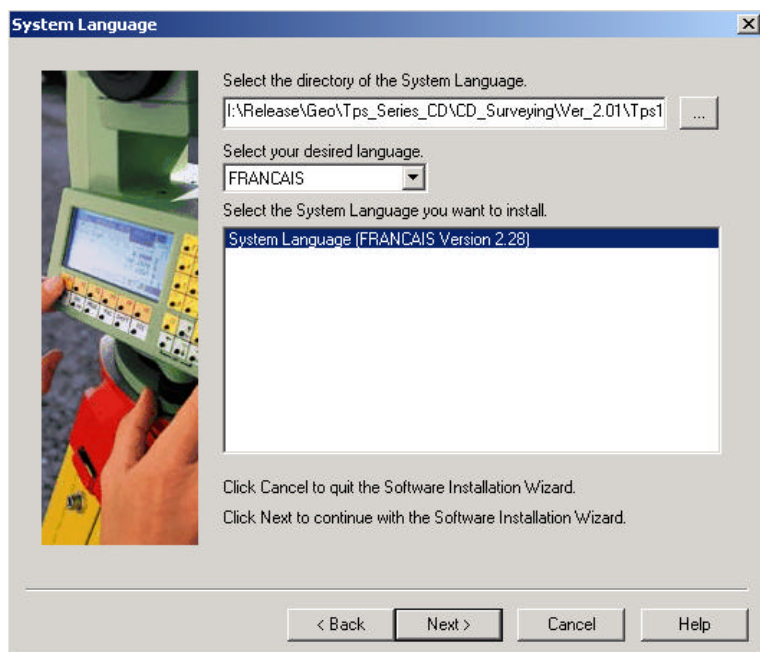 System Language
Select the directory of the System Language.
I:\Release\Geo\Tps_Series_CD\CD_Surveying\Ver_2.01\Tps1
...
Select your desired language.
FRANCAIS
Select the System Language you want to install.
System Language (FRANCAIS Version 2.28)
Click Cancel to quit the Software Installation Wizard.
Click Next to continue with the Software Installation Wizard.
< Back
Next >
Cancel
Help